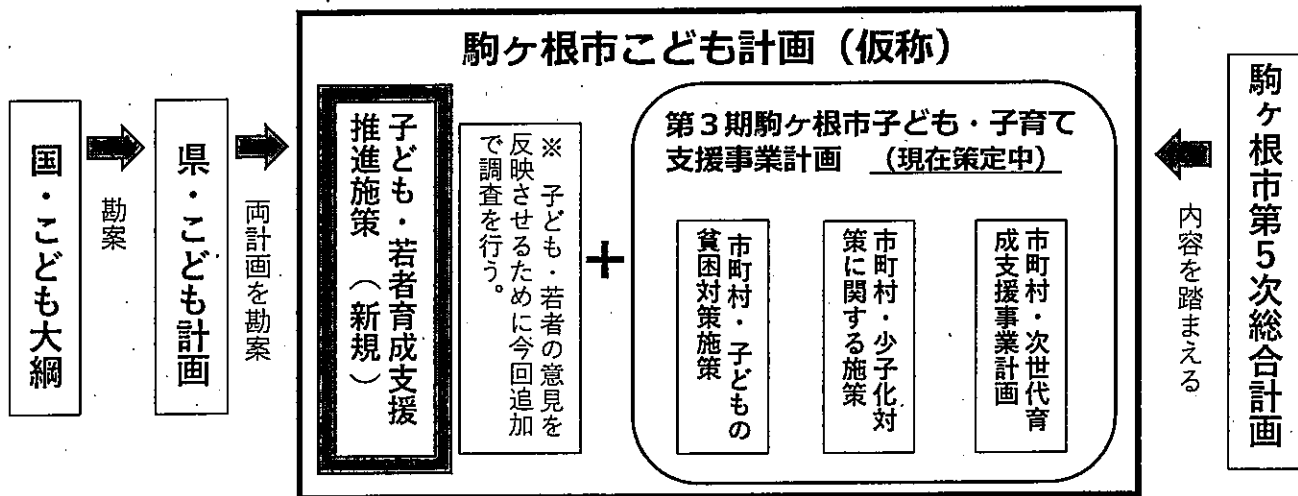 駒ヶ根市こども計画（仮称）
国・こども大綱
勘案
県・こども計画
両計画を勘案
子ども・若者育成支援
推進施策　（新規）
※　子ども・若者の意見を
反映させるために今回追加
で調査を行う。
＋
第３期駒ヶ根市子ども・子育て
支援事業計画　（現在策定中）
市町村・子どもの
貧困対策施策
市町村・少子化対
策に関する施策
市町村・次世代育
成支援事業計画
内容を踏まえる
駒ヶ根市第5次総合計画